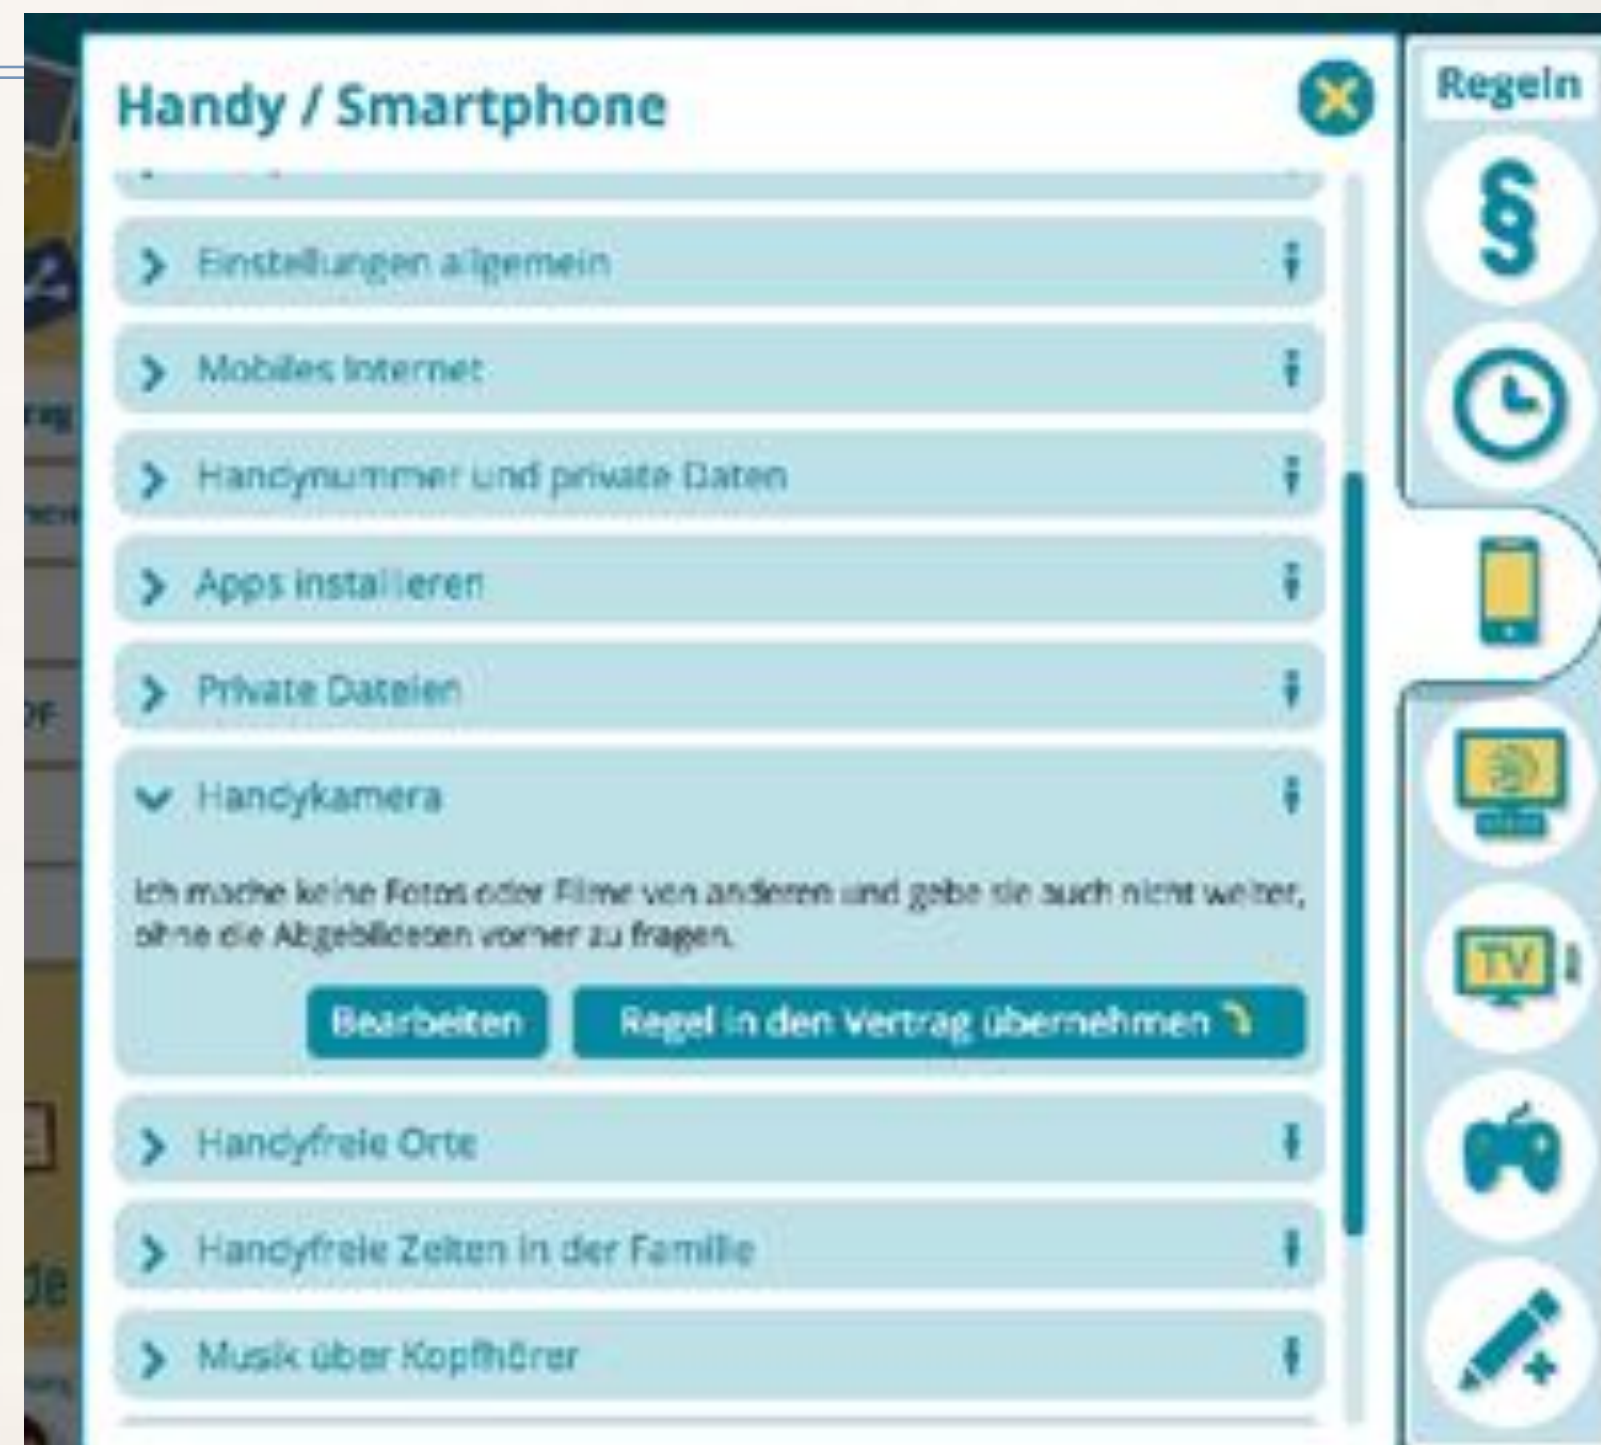 Handy / Smartphone
Regeln
Einstellungen allgemein
Mobiles Internet
Handynummer und private Daten
Apps installieren
Private Dateien
Handykamera
Ich mache keine Fotos oder Filme von anderen und gebe sie auch nicht weiter,
ohne die Abgebildeten vorher zu fragen.
Bearbeiten
Regel in den Vertrag übernehmen
TV
Handyfreie Orte
Handyfreie Zeiten in der Familie
Musik über Kopfhörer